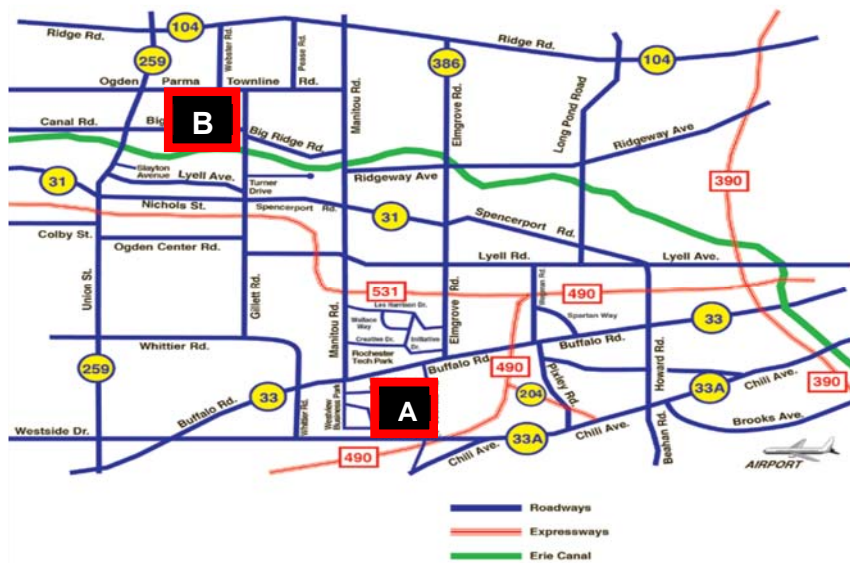 104
Ridge Rd.
259
Webster Rd.
Pease Rd.
386
Ridge Rd.
104
Ogden Parma Townline Rd.
Manitou Rd.
Elmgrove Rd.
Long Pond Road
B
Canal Rd.
Big
Big Ridge Rd.
Ridgeway Ave
Slayton Avenue
Lyell Ave.
Turner Drive
Ridgeway Ave
31
390
Nichols St.
Spencerport Rd.
31
Spencerport Rd.
Colby St.
Ogden Center Rd.
Lyell Rd.
Lyell Ave.
Union St.
Gillett Rd.
Manitou Rd.
531
Elmgrove Rd.
490
Les Harrison Dr.
Wallace Way
Spartan Way
33
Creative Dr.
Initiative Dr.
Whittier Rd.
Rochester Tech Park
Buffalo Rd.
Buffalo Rd.
259
490
Pixley Rd.
Howard Rd.
33
Buffalo Rd.
Westview Business Park
A
204
33A
Chili Ave.
390
Whittier Rd.
Brooks Ave.
Westside Dr.
33A
Chili Ave.
Chili Ave.
Beahan Rd.
490
AIRPORT
Roadways
Expressways
Erie Canal